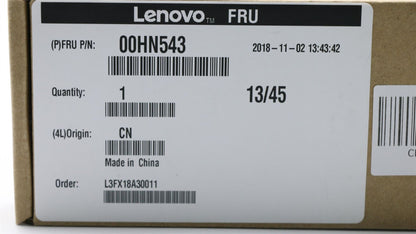 Lenovo™ FRU
(P)FRU P/N: 00HN543 2018-11-02 13:43:42
Quantity: 1 13/45
(4L)Origin: CN
Made in China
Order: L3FX18A30011